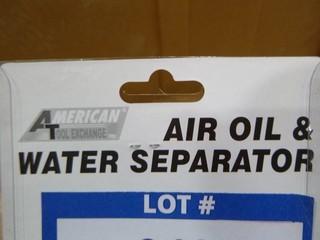 AMERICAN
TOOL EXCHANGE
AIR OIL &
WATER SEPARATOR
LOT #